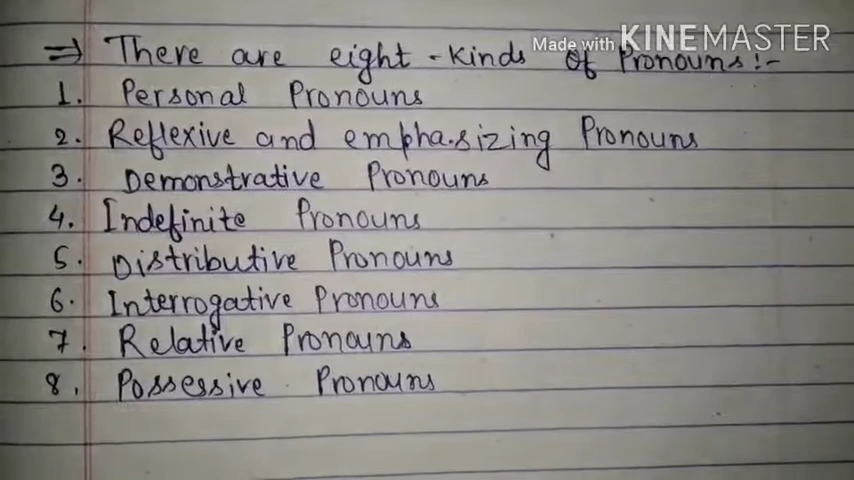 Made with KINEMASTER
⇒ There are eight-kinds of Pronouns:-
1. Personal Pronouns
2. Reflexive and emphasizing Pronouns
3. Demonstrative Pronouns
4. Indefinite Pronouns
5. Distributive Pronouns
6. Interrogative Pronouns
7. Relative Pronouns
8. Possessive Pronouns